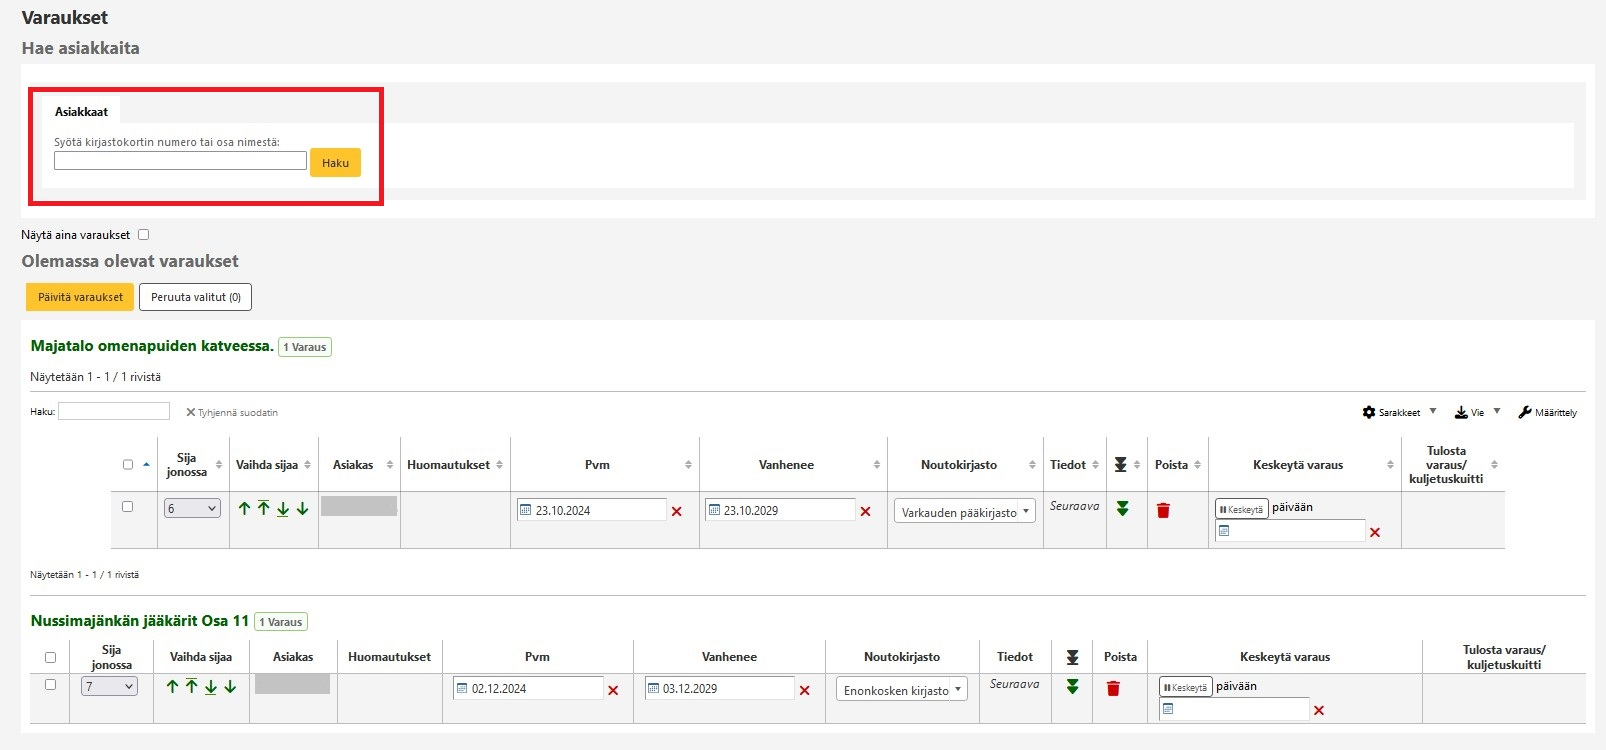 Varaukset
Hae asiakkaita
Asiakkaat
Syötä kirjastokortin numero tai osa nimestä:
Haku
Näytä aina varaukset
Olemassa olevat varaukset
Päivitä varaukset Peruuta valitut (0)
Majatalo omenapuiden katveessa. 1 Varaus
Näytetään 1 - 1 / 1 rivistä
Haku: Tyhjennä suodatin Sarakkeet Vie Määrittely
Sija jonossa Vaihda sijaa Asiakas Huomautukset Pvm Vanhenee Noutokirjasto Tiedot Poista Keskeytä varaus Tulosta varaus/ kuljetuskuitti
6 23.10.2024 23.10.2029 Varkauden pääkirjasto Seuraava Keskeytä päivään
Näytetään 1 - 1 / 1 rivistä
Nussimajänkän jääkärit Osa 11 1 Varaus
Sija jonossa Vaihda sijaa Asiakas Huomautukset Pvm Vanhenee Noutokirjasto Tiedot Poista Keskeytä varaus Tulosta varaus/ kuljetuskuitti
7 02.12.2024 03.12.2029 Enonkosken kirjasto Seuraava Keskeytä päivään